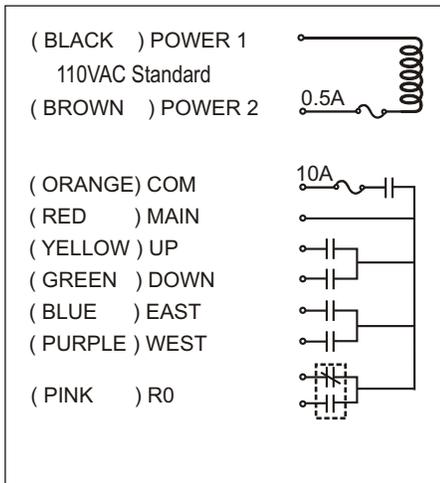 ( BLACK ) POWER 1
110VAC Standard
( BROWN ) POWER 2
0.5A
10A
( ORANGE) COM
( RED ) MAIN
( YELLOW ) UP
( GREEN ) DOWN
( BLUE ) EAST
( PURPLE ) WEST
( PINK ) R0